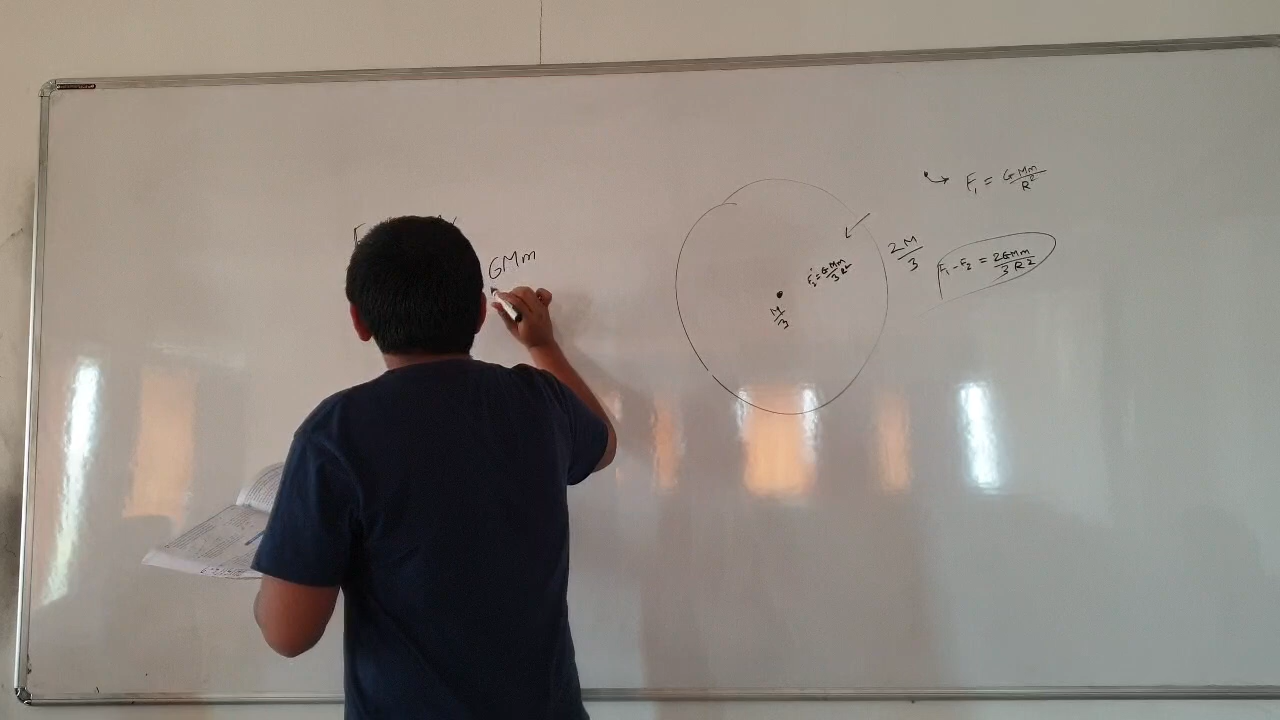 F
GMm
F₁ = GMm/R²
2M/3
F₂ = GMm/3R²
F₁ - F₂ = 2GMm/3R²
M/3